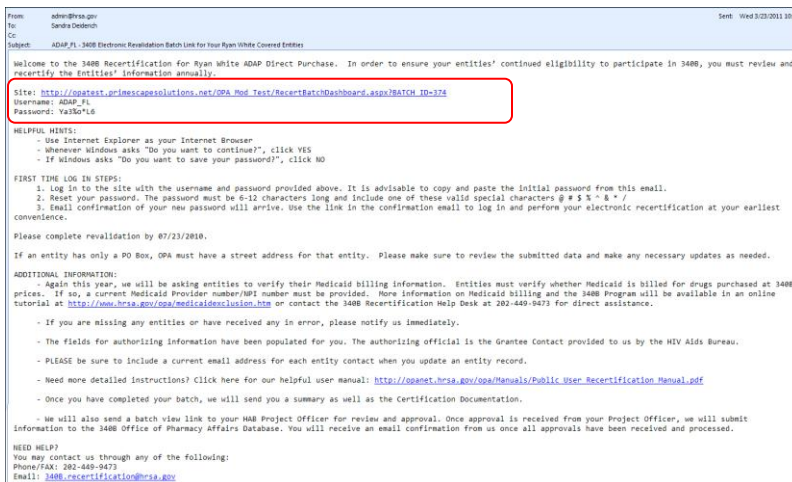 From: admin@hrsa.gov Sent: Wed 3/23/2011 10:
To: Sandra Deiderich
Cc:
Subject: ADAP_FL - 340B Electronic Revalidation Batch Link for Your Ryan White Covered Entities
Welcome to the 340B Recertification for Ryan White ADAP Direct Purchase. In order to ensure your entities' continued eligibility to participate in 340B, you must review and
recertify the Entities' information annually.
Site: http://opatest.primescapesolutions.net/OPA_Mod_Test/RecertBatchDashboard.aspx?BATCH_ID=374
Username: ADAP_FL
Password: Ya3%o*L6
HELPFUL HINTS:
- Use Internet Explorer as your Internet Browser
- Whenever Windows asks "Do you want to continue?", click YES
- If Windows asks "Do you want to save your password?", click NO
FIRST TIME LOG IN STEPS:
1. Log in to the site with the username and password provided above. It is advisable to copy and paste the initial password from this email.
2. Reset your password. The password must be 6-12 characters long and include one of these valid special characters @ # $ % ^ & * /
3. Email confirmation of your new password will arrive. Use the link in the confirmation email to log in and perform your electronic recertification at your earliest
convenience.
Please complete revalidation by 07/23/2010.
If an entity has only a PO Box, OPA must have a street address for that entity. Please make sure to review the submitted data and make any necessary updates as needed.
ADDITIONAL INFORMATION:
- Again this year, we will be asking entities to verify their Medicaid billing information. Entities must verify whether Medicaid is billed for drugs purchased at 340B
prices. If so, a current Medicaid Provider number/NPI number must be provided. More information on Medicaid billing and the 340B Program will be available in an online
tutorial at http://www.hrsa.gov/opa/medicaidexclusion.htm or contact the 340B Recertification Help Desk at 202-449-9473 for direct assistance.
- If you are missing any entities or have received any in error, please notify us immediately.
- The fields for authorizing information have been populated for you. The authorizing official is the Grantee Contact provided to us by the HIV Aids Bureau.
- PLEASE be sure to include a current email address for each entity contact when you update an entity record.
- Need more detailed instructions? Click here for our helpful user manual: http://opanet.hrsa.gov/opa/Manuals/Public_User_Recertification_Manual.pdf
- Once you have completed your batch, we will send you a summary as well as the Certification Documentation.
- We will also send a batch view link to your HAB Project Officer for review and approval. Once approval is received from your Project Officer, we will submit
information to the 340B Office of Pharmacy Affairs Database. You will receive an email confirmation from us once all approvals have been received and processed.
NEED HELP?
You may contact us through any of the following:
Phone/FAX: 202-449-9473
Email: 340B.recertification@hrsa.gov